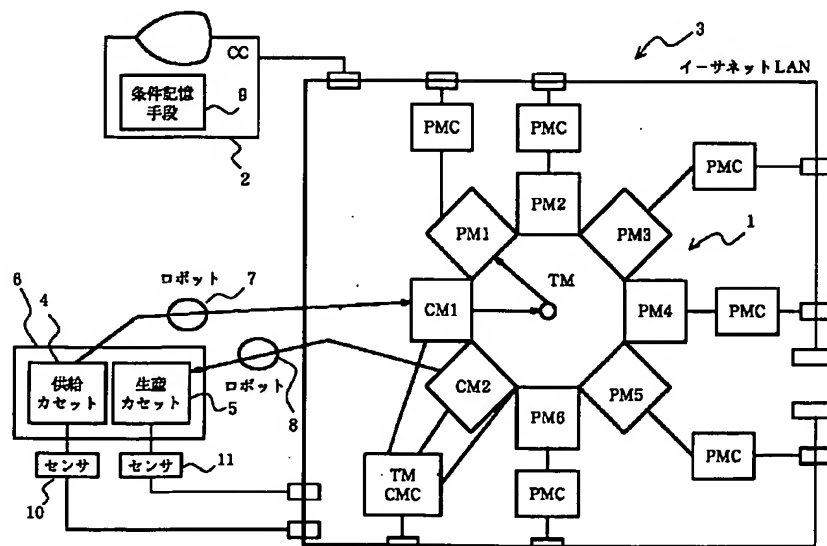 CC
条件記憶
手段
9
2
3
イーサネット LAN
PMC
PMC
PMC
PM1
PM2
PM3
1
TM
ロボット
7
6
4
CM1
PM4
PMC
供給
カセット
生産
カセット
5
ロボット
8
CM2
PM6
PM5
センサ
センサ
11
10
TM
CMC
PMC
PMC